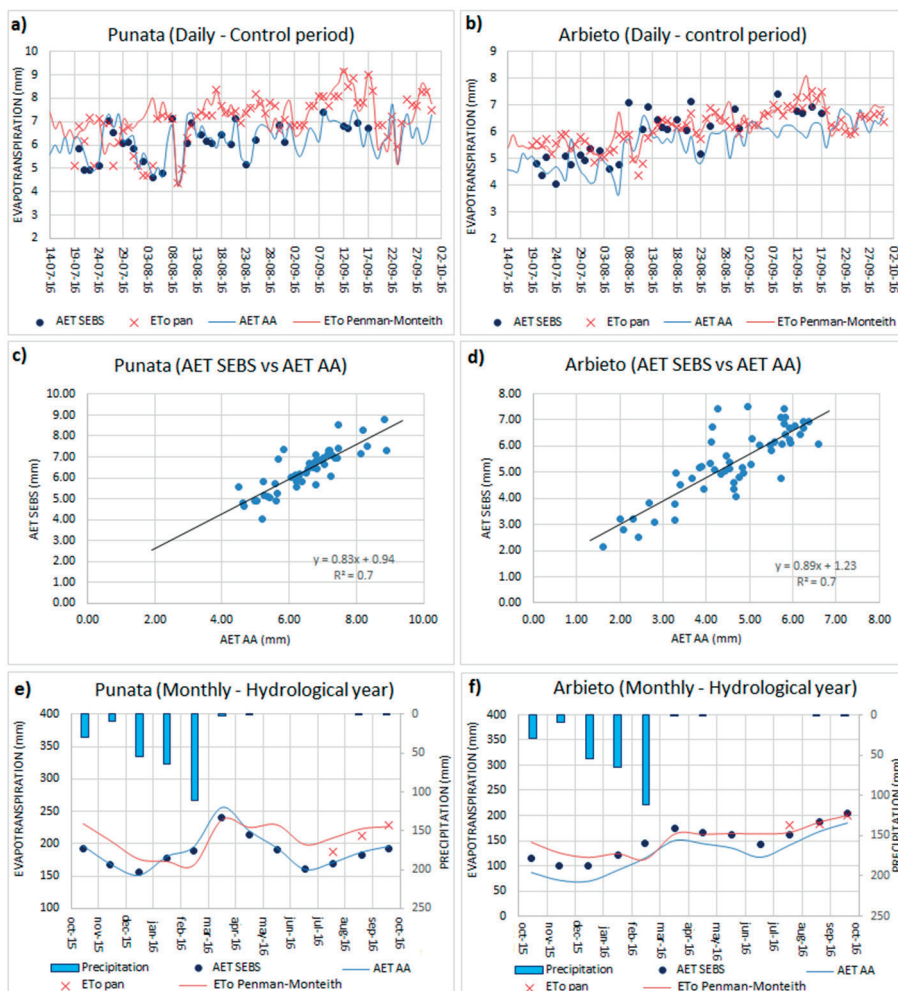 a) Punata (Daily - Control period)
EVAPOTRANSPIRATION (mm)
10
9
8
7
6
5
4
3
2
14-07-16 19-07-16 24-07-16 29-07-16 03-08-16 08-08-16 13-08-16 18-08-16 23-08-16 28-08-16 02-09-16 07-09-16 12-09-16 17-09-16 22-09-16 27-09-16 02-10-16
AET SEBS ETo pan AET AA ETo Penman-Monteith
b) Arbieto (Daily - control period)
EVAPOTRANSPIRATION (mm)
9
8
7
6
5
4
3
2
14-07-16 19-07-16 24-07-16 29-07-16 03-08-16 08-08-16 13-08-16 18-08-16 23-08-16 28-08-16 02-09-16 07-09-16 12-09-16 17-09-16 22-09-16 27-09-16 02-10-16
AET SEBS ETo pan AET AA ETo Penman-Monteith
c) Punata (AET SEBS vs AET AA)
AET SEBS (mm)
10.00
9.00
8.00
7.00
6.00
5.00
4.00
3.00
2.00
1.00
0.00
y = 0.83x + 0.94
R² = 0.7
0.00 2.00 4.00 6.00 8.00 10.00
AET AA (mm)
d) Arbieto (AET SEBS vs AET AA)
AET SEBS (mm)
8.00
7.00
6.00
5.00
4.00
3.00
2.00
1.00
0.00
y = 0.89x + 1.23
R² = 0.7
0.00 1.00 2.00 3.00 4.00 5.00 6.00 7.00 8.00
AET AA (mm)
e) Punata (Monthly - Hydrological year)
EVAPOTRANSPIRATION (mm)
400
350
300
250
200
150
100
0
50
100
150
200
250
PRECIPITATION (mm)
oct-15 nov-15 dec-15 jan-16 feb-16 mar-16 apr-16 may-16 jun-16 jul-16 aug-16 sep-16 oct-16
Precipitation AET SEBS AET AA
ETo pan ETo Penman-Monteith
f) Arbieto (Monthly - Hydrological year)
EVAPOTRANSPIRATION (mm)
400
350
300
250
200
150
100
50
0
0
50
100
150
200
250
PRECIPITATION (mm)
oct-15 nov-15 dec-15 jan-16 feb-16 mar-16 apr-16 may-16 jun-16 jul-16 aug-16 sep-16 oct-16
Precipitation AET SEBS AET AA
ETo pan ETo Penman-Monteith